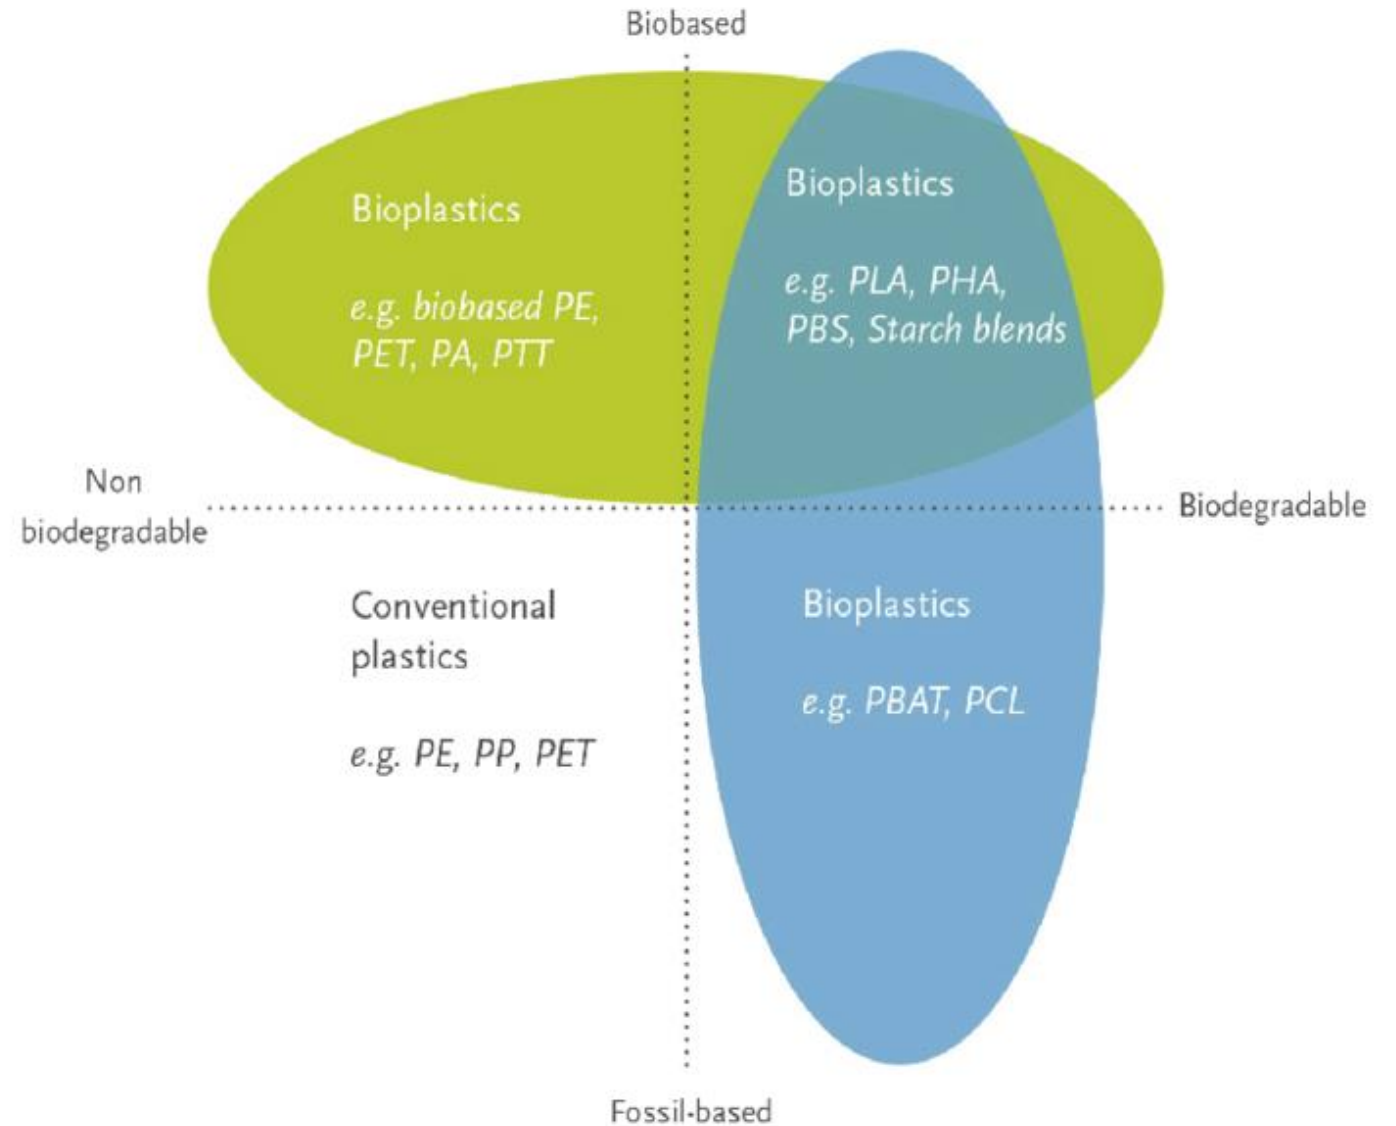 Biobased
Bioplastics
e.g. biobased PE,
PET, PA, PTT
Bioplastics
e.g. PLA, PHA,
PBS, Starch blends
Non
biodegradable
Biodegradable
Conventional
plastics
e.g. PE, PP, PET
Bioplastics
e.g. PBAT, PCL
Fossil-based